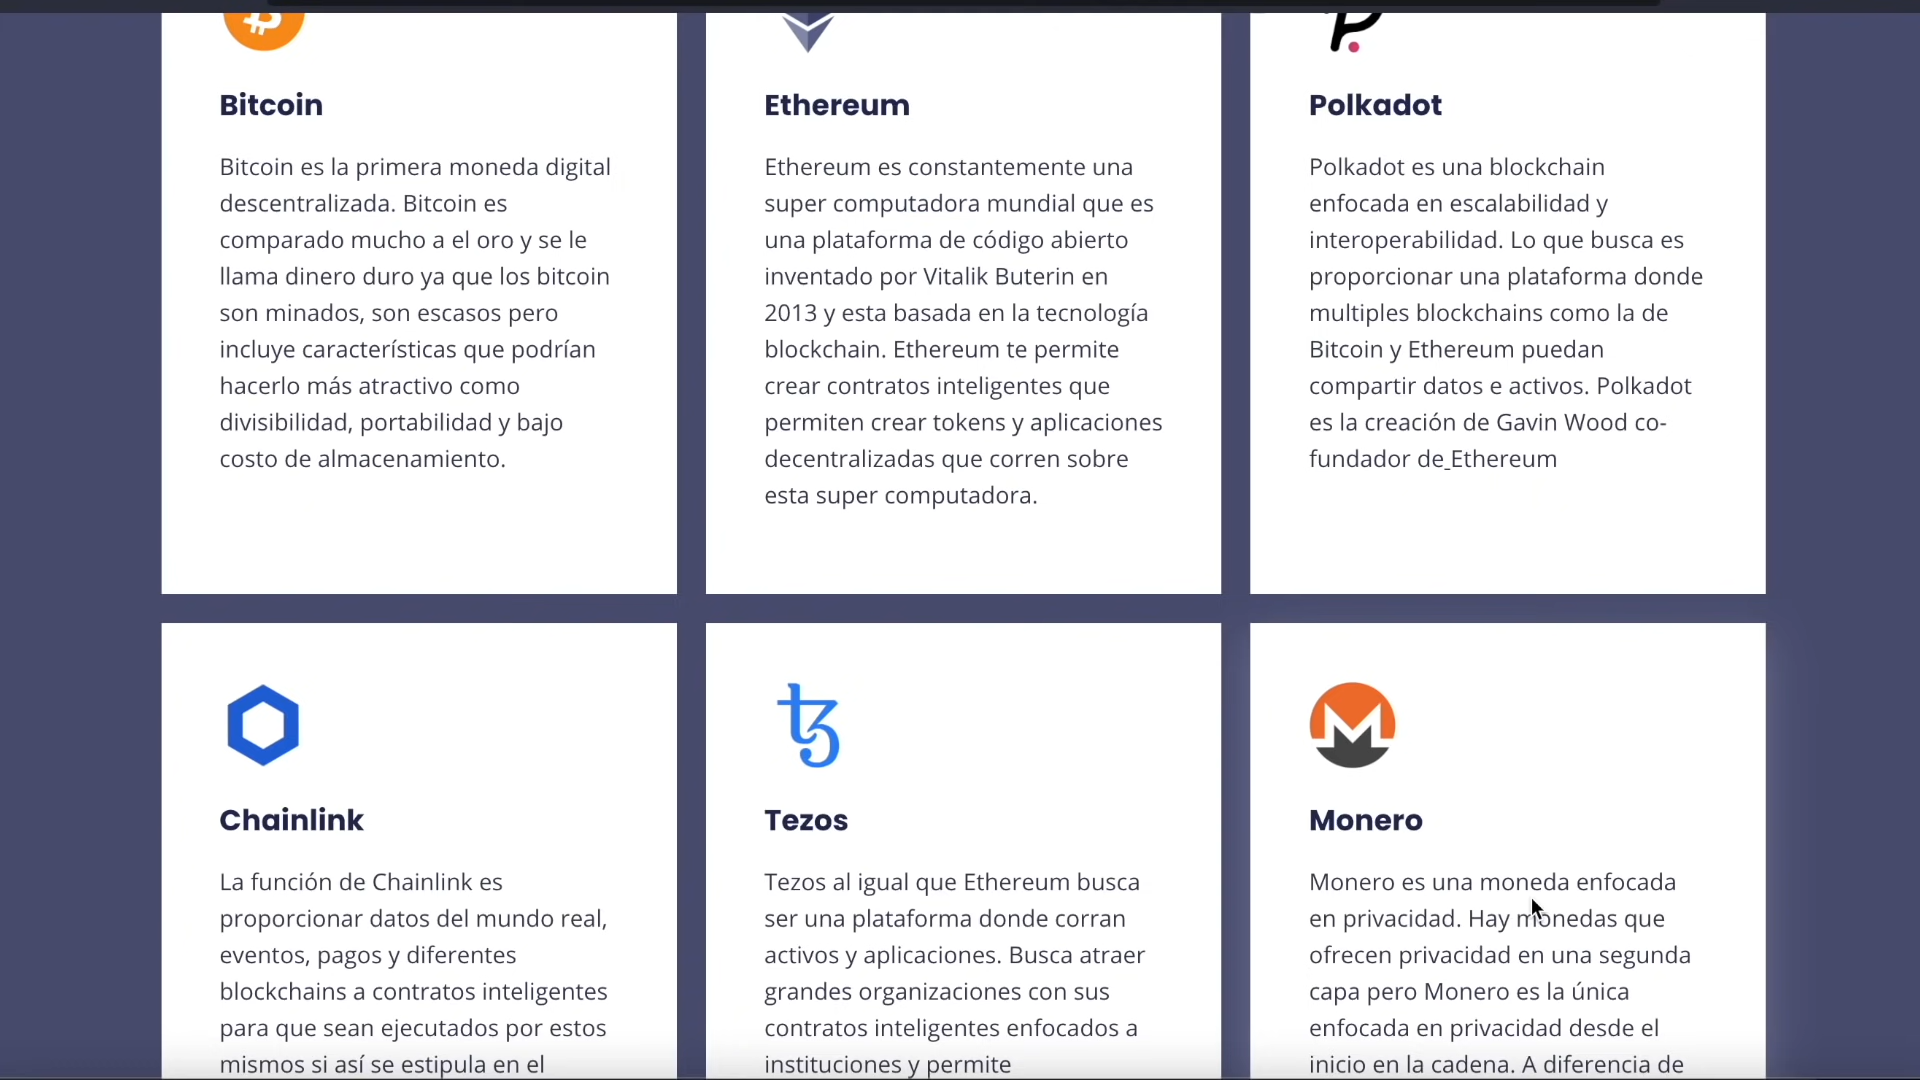 Bitcoin
Bitcoin es la primera moneda digital
descentralizada. Bitcoin es
comparado mucho a el oro y se le
llama dinero duro ya que los bitcoin
son minados, son escasos pero
incluye características que podrían
hacerlo más atractivo como
divisibilidad, portabilidad y bajo
costo de almacenamiento.
Ethereum
Ethereum es constantemente una
super computadora mundial que es
una plataforma de código abierto
inventado por Vitalik Buterin en
2013 y esta basada en la tecnología
blockchain. Ethereum te permite
crear contratos inteligentes que
permiten crear tokens y aplicaciones
decentralizadas que corren sobre
esta super computadora.
Polkadot
Polkadot es una blockchain
enfocada en escalabilidad y
interoperabilidad. Lo que busca es
proporcionar una plataforma donde
multiples blockchains como la de
Bitcoin y Ethereum puedan
compartir datos e activos. Polkadot
es la creación de Gavin Wood co-
fundador de Ethereum
Chainlink
La función de Chainlink es
proporcionar datos del mundo real,
eventos, pagos y diferentes
blockchains a contratos inteligentes
para que sean ejecutados por estos
mismos si así se estipula en el
Tezos
Tezos al igual que Ethereum busca
ser una plataforma donde corran
activos y aplicaciones. Busca atraer
grandes organizaciones con sus
contratos inteligentes enfocados a
instituciones y permite
Monero
Monero es una moneda enfocada
en privacidad. Hay monedas que
ofrecen privacidad en una segunda
capa pero Monero es la única
enfocada en privacidad desde el
inicio en la cadena. A diferencia de